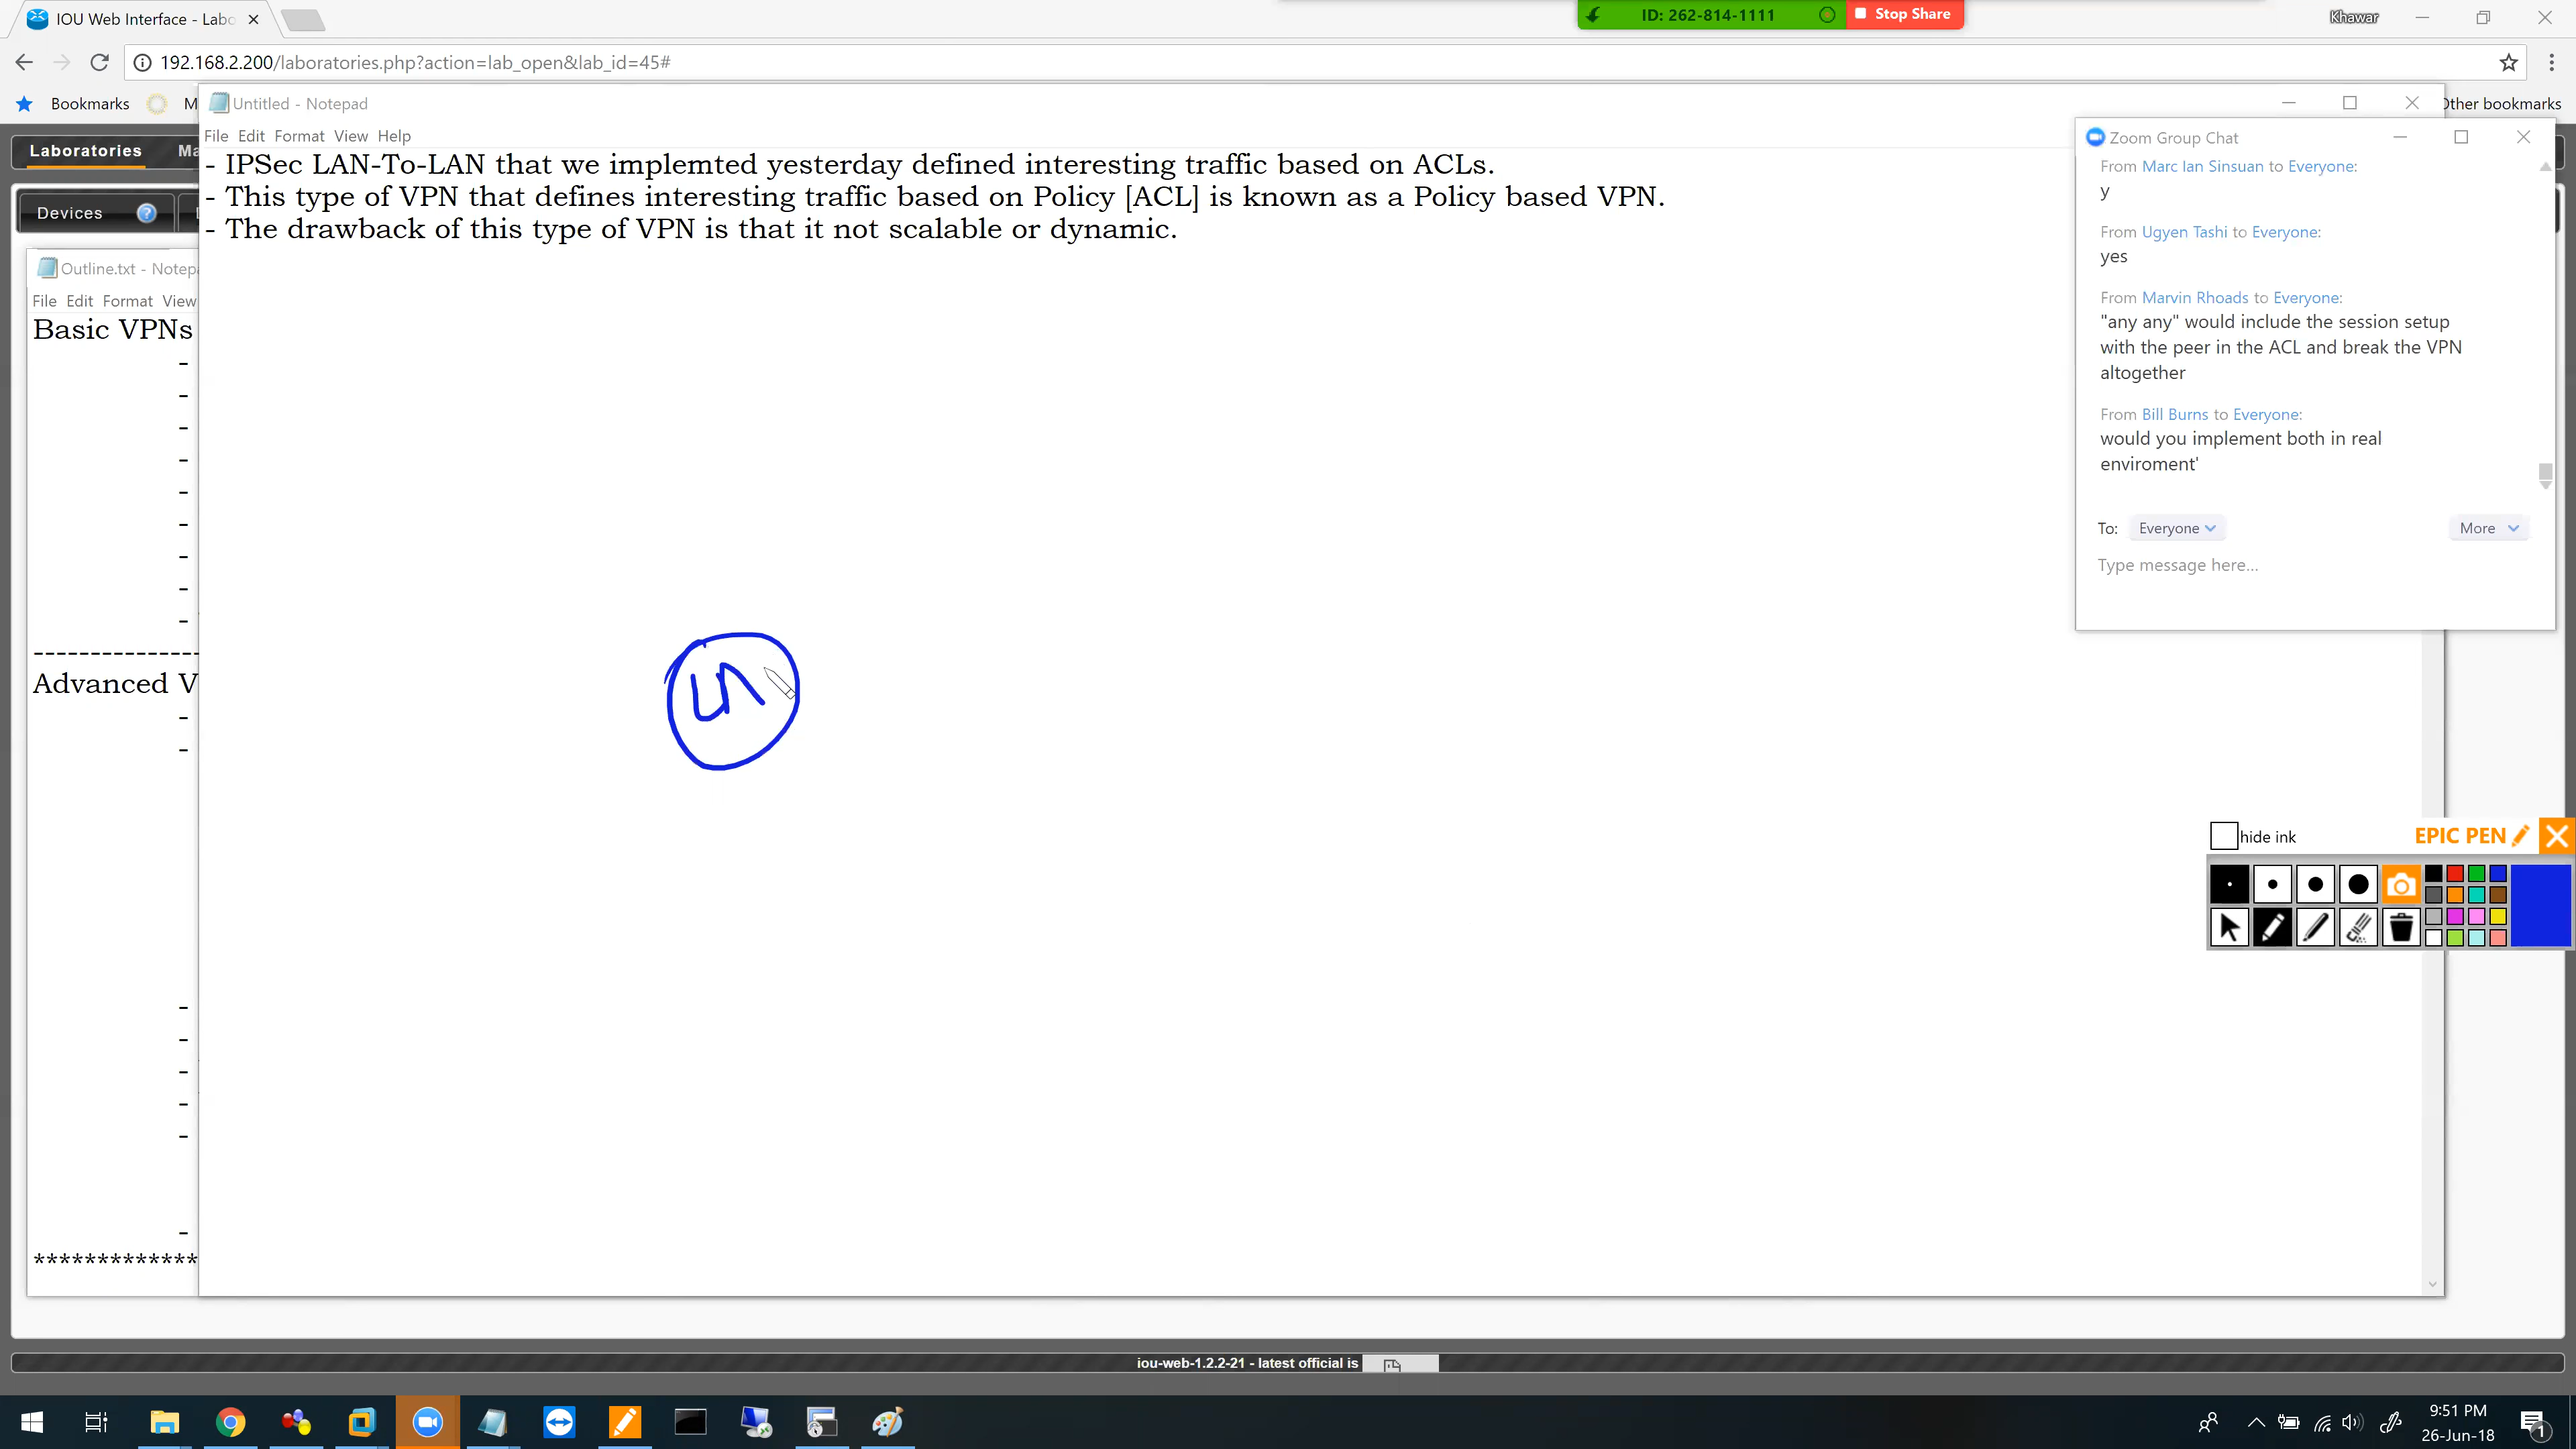 IOU Web Interface - Labo
ID: 262-814-1111
Stop Share
Khawar
192.168.2.200/laboratories.php?action=lab_open&lab_id=45#
Bookmarks
M
Other bookmarks
Untitled - Notepad
File Edit Format View Help
Laboratories
Ma
- IPSec LAN-To-LAN that we implemted yesterday defined interesting traffic based on ACLs.
- This type of VPN that defines interesting traffic based on Policy [ACL] is known as a Policy based VPN.
- The drawback of this type of VPN is that it not scalable or dynamic.
Devices
Zoom Group Chat
From Marc Ian Sinsuan to Everyone:
y
From Ugyen Tashi to Everyone:
yes
From Marvin Rhoads to Everyone:
"any any" would include the session setup
with the peer in the ACL and break the VPN
altogether
From Bill Burns to Everyone:
would you implement both in real
enviroment'
To: Everyone
More
Type message here...
Outline.txt - Notepa
File Edit Format View
Basic VPNs
-
-
-
-
-
-
-
-
-
-------------
Advanced V
-
-
-
-
-
-
-
-
*************
hide ink
EPIC PEN
iou-web-1.2.2-21 - latest official is
9:51 PM
26-Jun-18
1